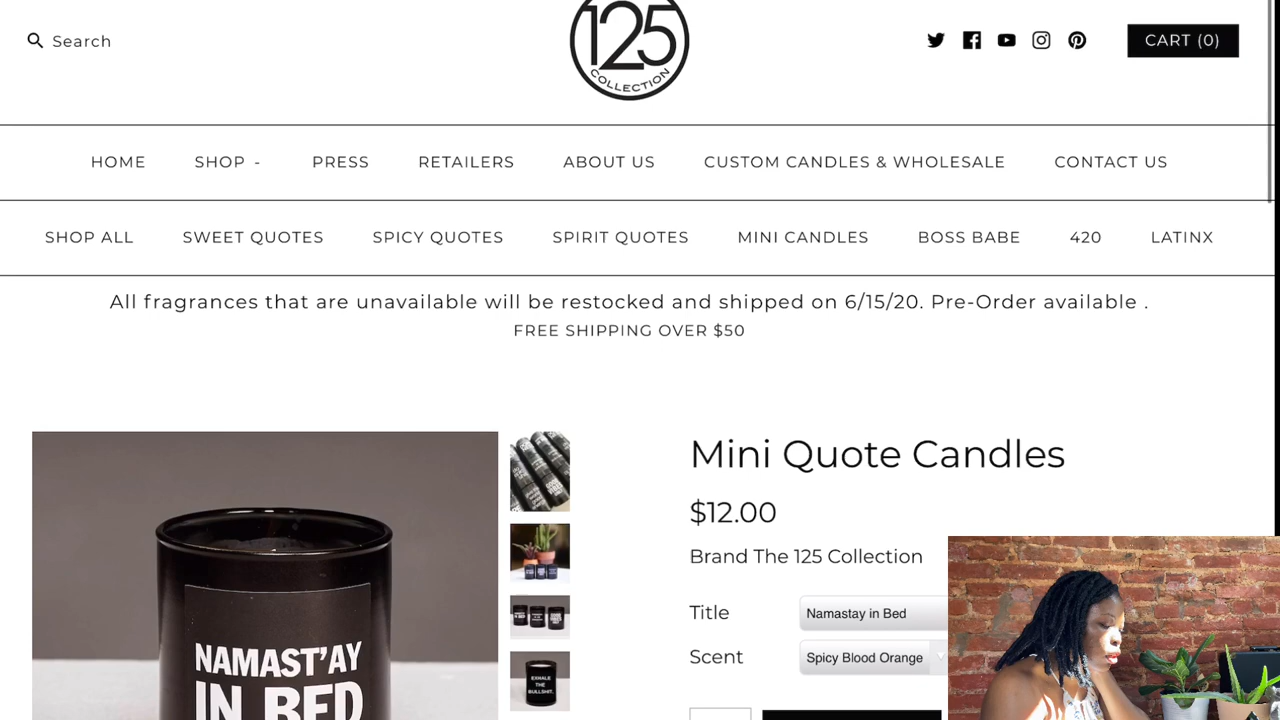 Search
125
COLLECTION
CART (0)
HOME SHOP - PRESS RETAILERS ABOUT US CUSTOM CANDLES & WHOLESALE CONTACT US
SHOP ALL SWEET QUOTES SPICY QUOTES SPIRIT QUOTES MINI CANDLES BOSS BABE 420 LATINX
All fragrances that are unavailable will be restocked and shipped on 6/15/20. Pre-Order available .
FREE SHIPPING OVER $50
Mini Quote Candles
$12.00
Brand The 125 Collection
Title Namastay in Bed
Scent Spicy Blood Orange
NAMAST'AY
IN BED
EXHALE
THE
BULLSHIT.